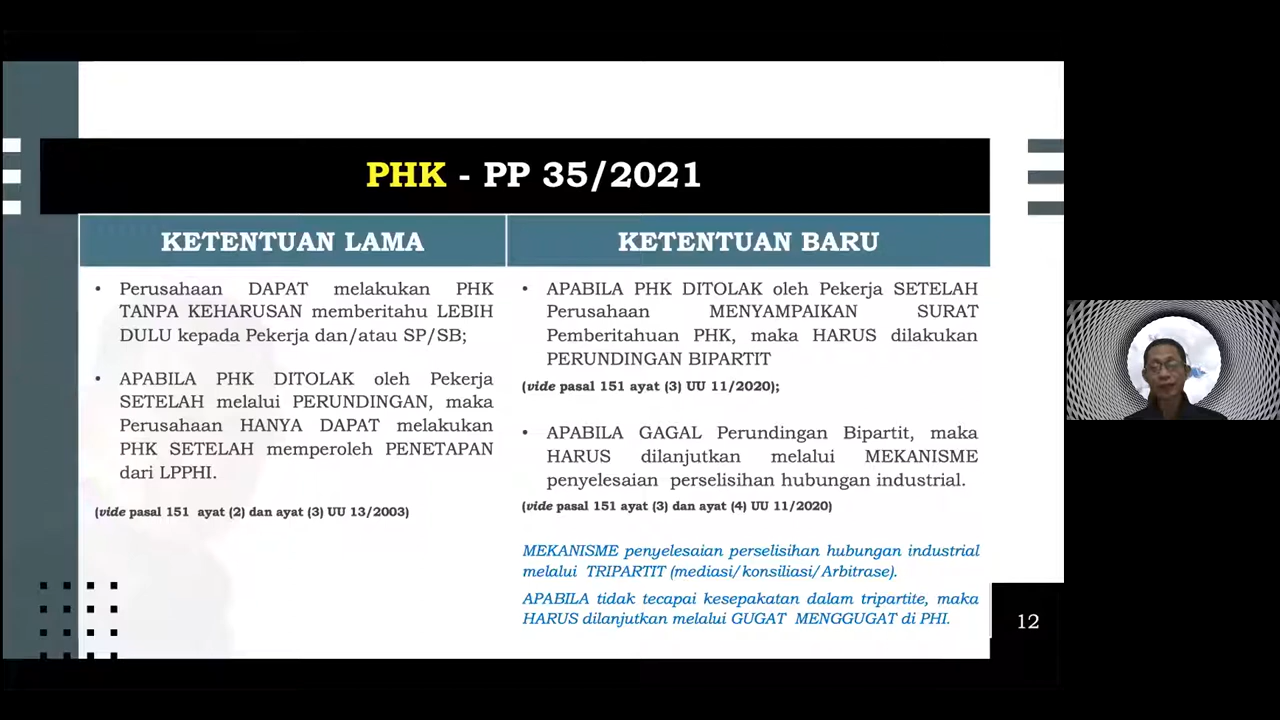 PHK - PP 35/2021
KETENTUAN LAMA
• Perusahaan DAPAT melakukan PHK
TANPA KEHARUSAN memberitahu LEBIH
DULU kepada Pekerja dan/atau SP/SB;
• APABILA PHK DITOLAK oleh Pekerja
SETELAH melalui PERUNDINGAN, maka
Perusahaan HANYA DAPAT melakukan
PHK SETELAH memperoleh PENETAPAN
dari LPPHI.
(vide pasal 151 ayat (2) dan ayat (3) UU 13/2003)
KETENTUAN BARU
• APABILA PHK DITOLAK oleh Pekerja SETELAH
Perusahaan MENYAMPAIKAN SURAT
Pemberitahuan PHK, maka HARUS dilakukan
PERUNDINGAN BIPARTIT
(vide pasal 151 ayat (3) UU 11/2020);
• APABILA GAGAL Perundingan Bipartit, maka
HARUS dilanjutkan melalui MEKANISME
penyelesaian perselisihan hubungan industrial.
(vide pasal 151 ayat (3) dan ayat (4) UU 11/2020)
MEKANISME penyelesaian perselisihan hubungan industrial
melalui TRIPARTIT (mediasi/konsiliasi/Arbitrase).
APABILA tidak tecapai kesepakatan dalam tripartite, maka
HARUS dilanjutkan melalui GUGAT MENGGUGAT di PHI.
12